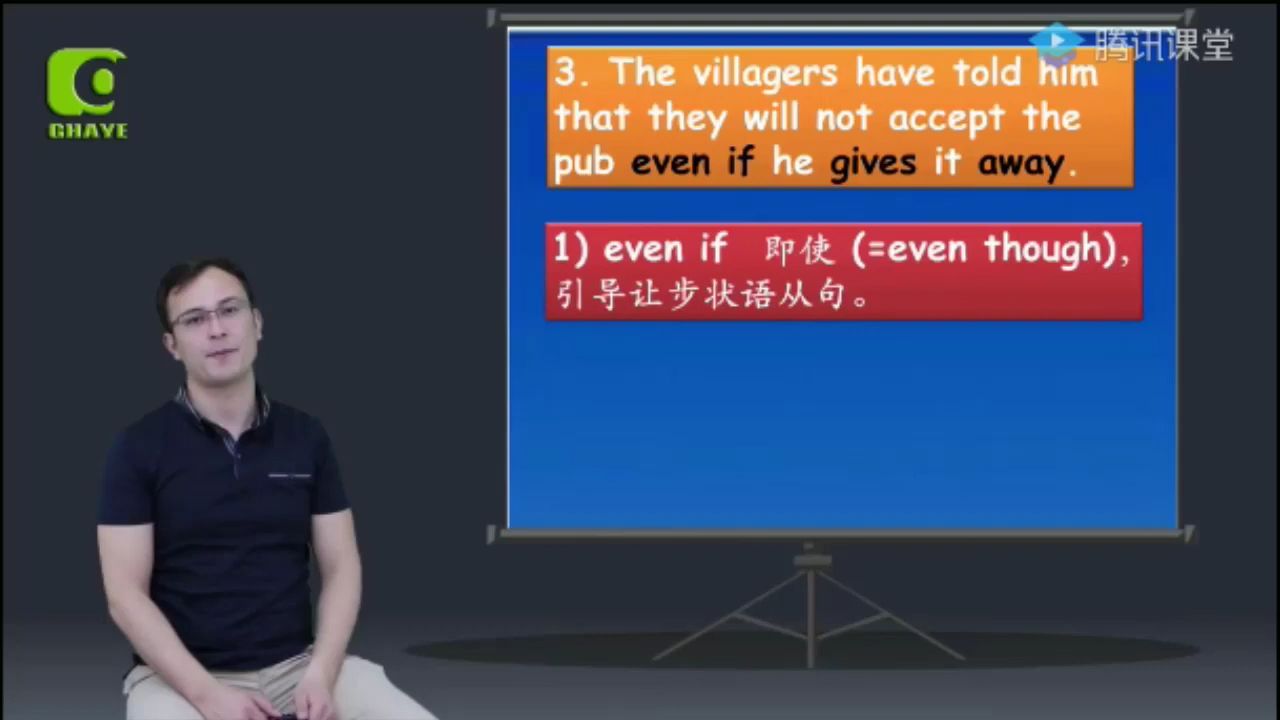 GHAYE
腾讯课堂
3. The villagers have told him
that they will not accept the
pub even if he gives it away.
1) even if 即使 (=even though),
引导让步状语从句。